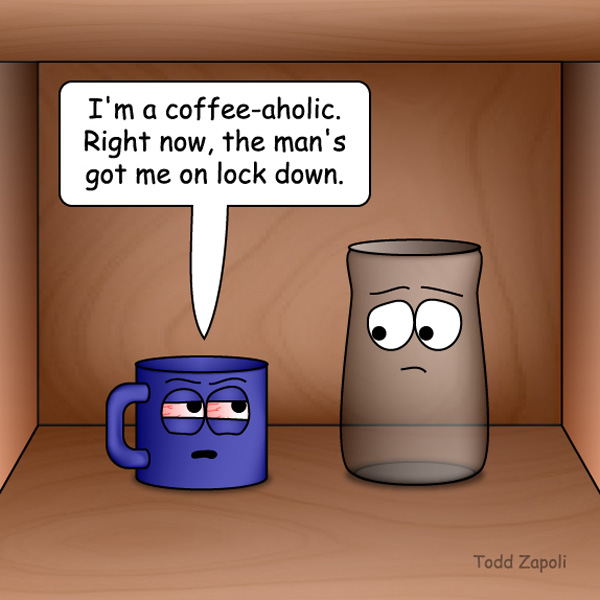 I'm a coffee-aholic.
Right now, the man's
got me on lock down.
Todd Zapoli